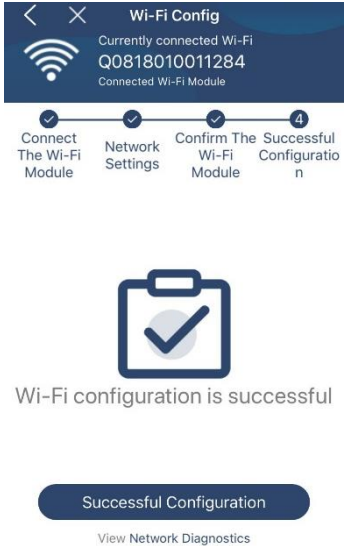 Wi-Fi Config
Currently connected Wi-Fi
Q0818010011284
Connected Wi-Fi Module
4
Connect
The Wi-Fi
Module
Network
Settings
Confirm The
Wi-Fi
Module
Successful
Configuratio
n
Wi-Fi configuration is successful
Successful Configuration
View Network Diagnostics